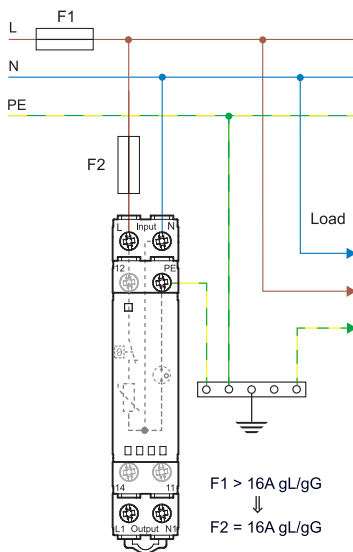 F1
L
N
PE
F2
L Input N
12 PE
Load
14 11
L1 Output N1
F1 > 16A gL/gG
⇓
F2 = 16A gL/gG